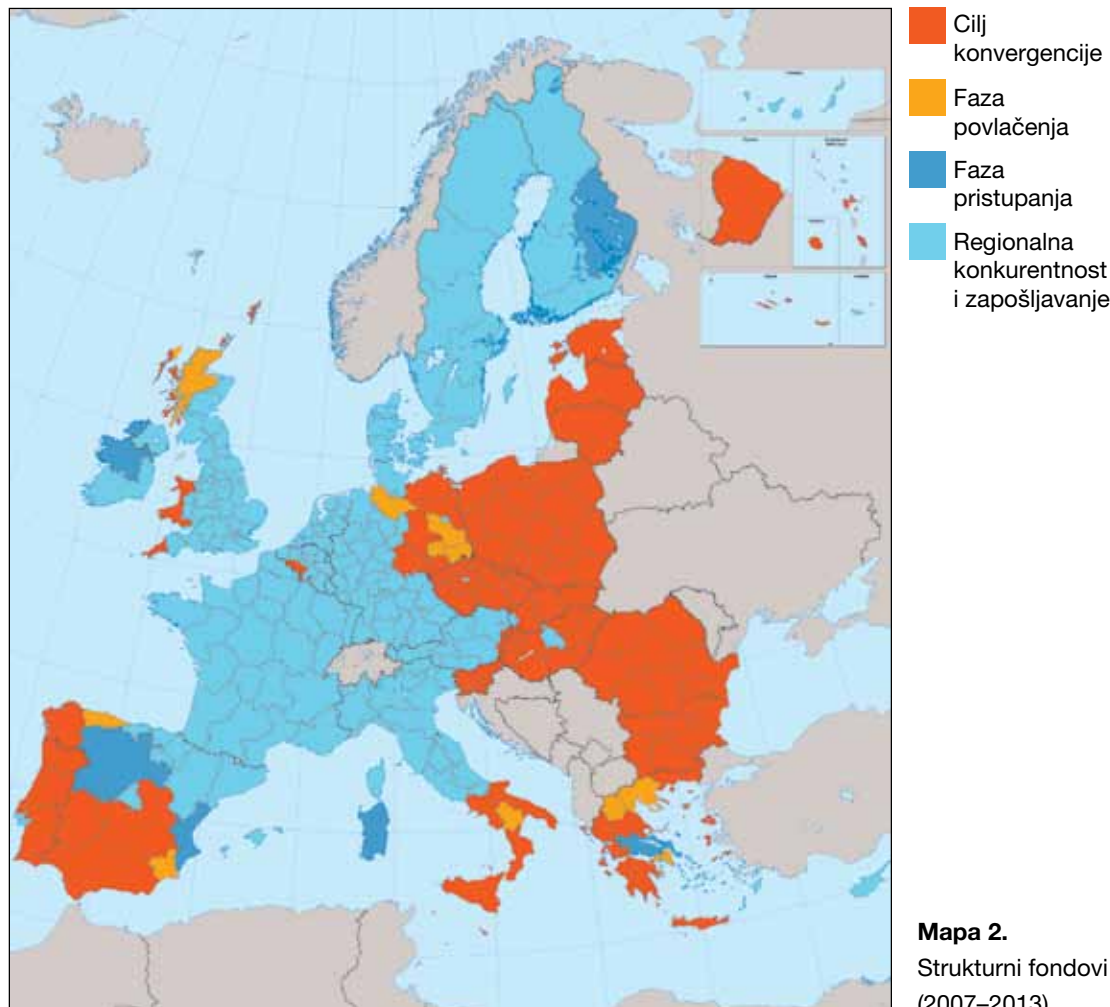 Cilj
konvergencije
Faza
povlačenja
Faza
pristupanja
Regionalna
konkurentnost
i zapošljavanje
Mapa 2.
Strukturni fondovi
(2007–2013)